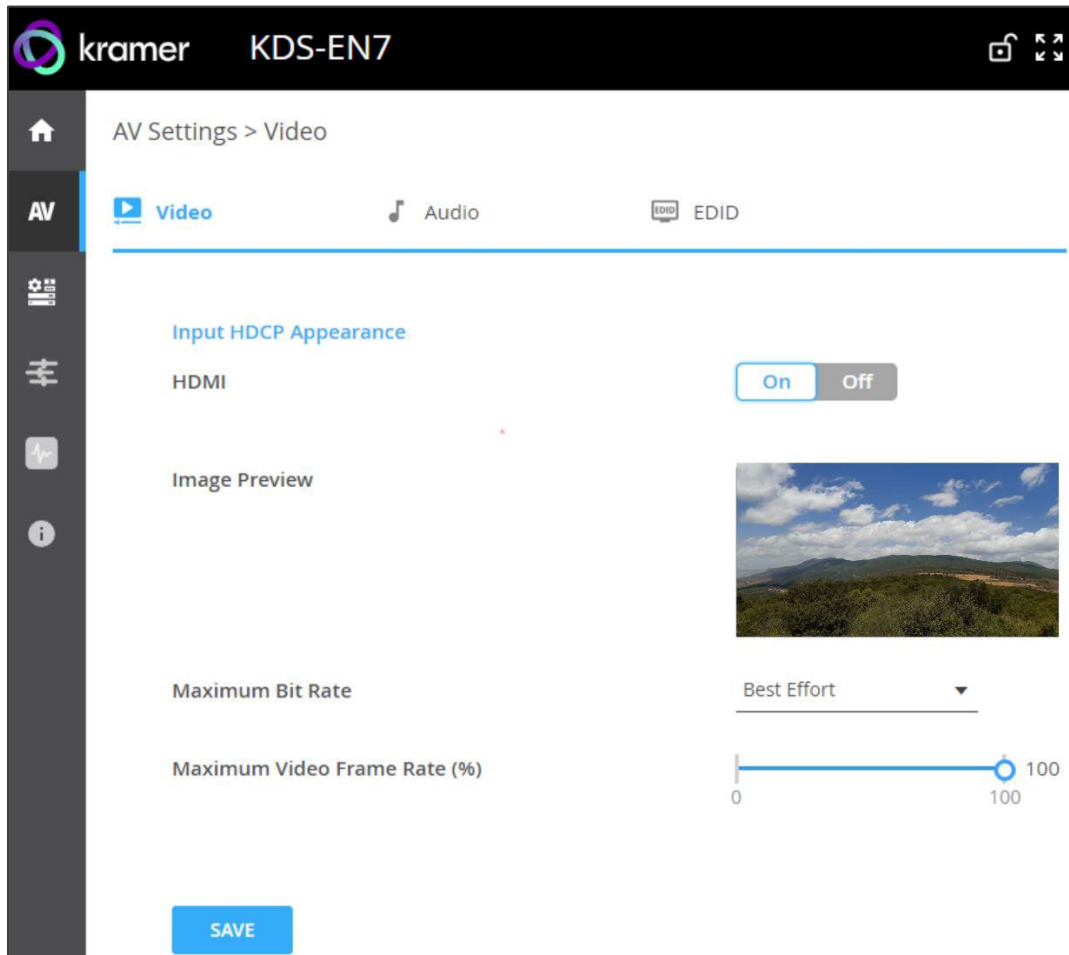 kramer KDS-EN7
AV Settings > Video
AV
Video Audio EDID EDID
Input HDCP Appearance
HDMI On Off
Image Preview
Maximum Bit Rate Best Effort
Maximum Video Frame Rate (%) 100
0 100
SAVE